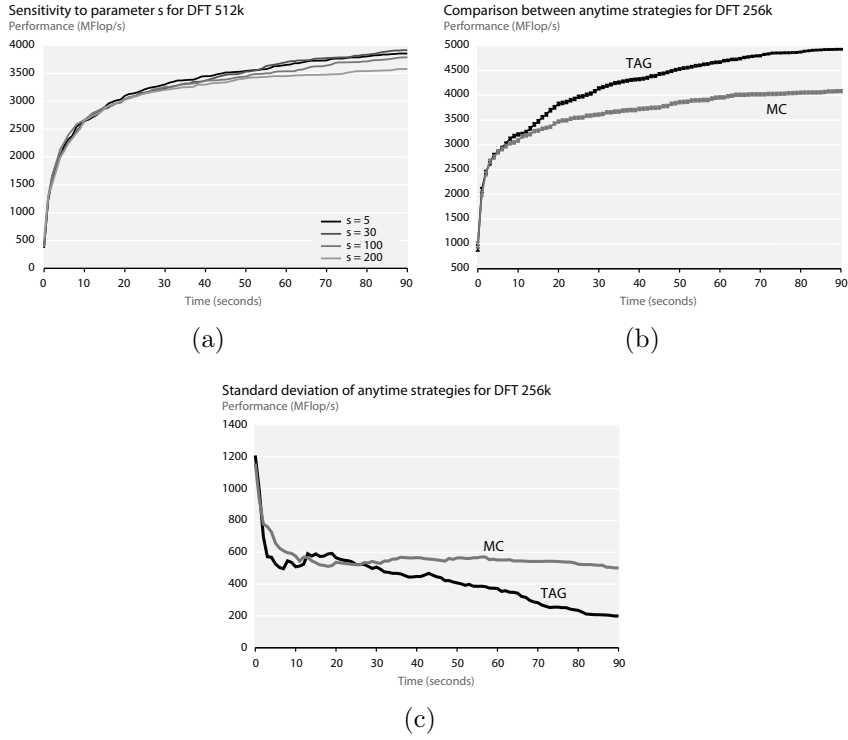 Sensitivity to parameter s for DFT 512k
Performance (MFlop/s)
4000
3500
3000
2500
2000
1500
1000
500
0
0 10 20 30 40 50 60 70 80 90
Time (seconds)
s = 5
s = 30
s = 100
s = 200
(a)
Comparison between anytime strategies for DFT 256k
Performance (MFlop/s)
5000
4500
4000
3500
3000
2500
2000
1500
1000
500
0 10 20 30 40 50 60 70 80 90
Time (seconds)
TAG
MC
(b)
Standard deviation of anytime strategies for DFT 256k
Performance (MFlop/s)
1400
1200
1000
800
600
400
200
0
0 10 20 30 40 50 60 70 80 90
Time (seconds)
MC
TAG
(c)